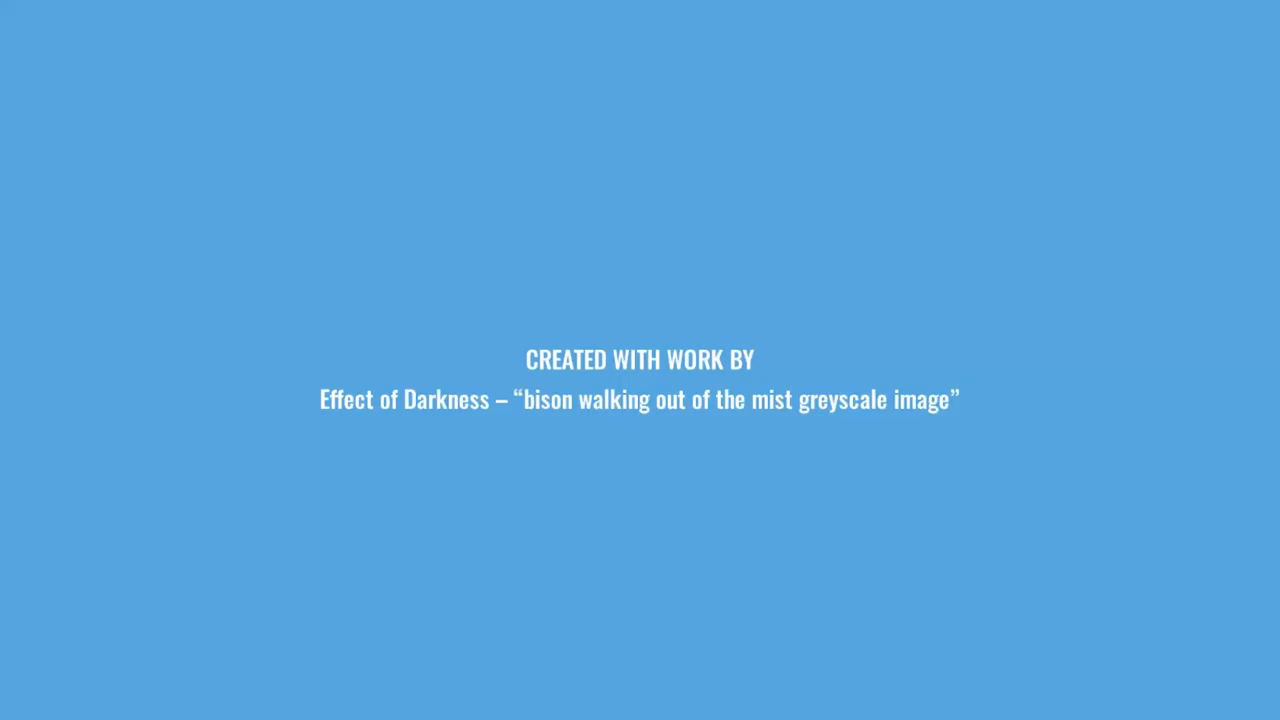 CREATED WITH WORK BY
Effect of Darkness – “bison walking out of the mist greyscale image”